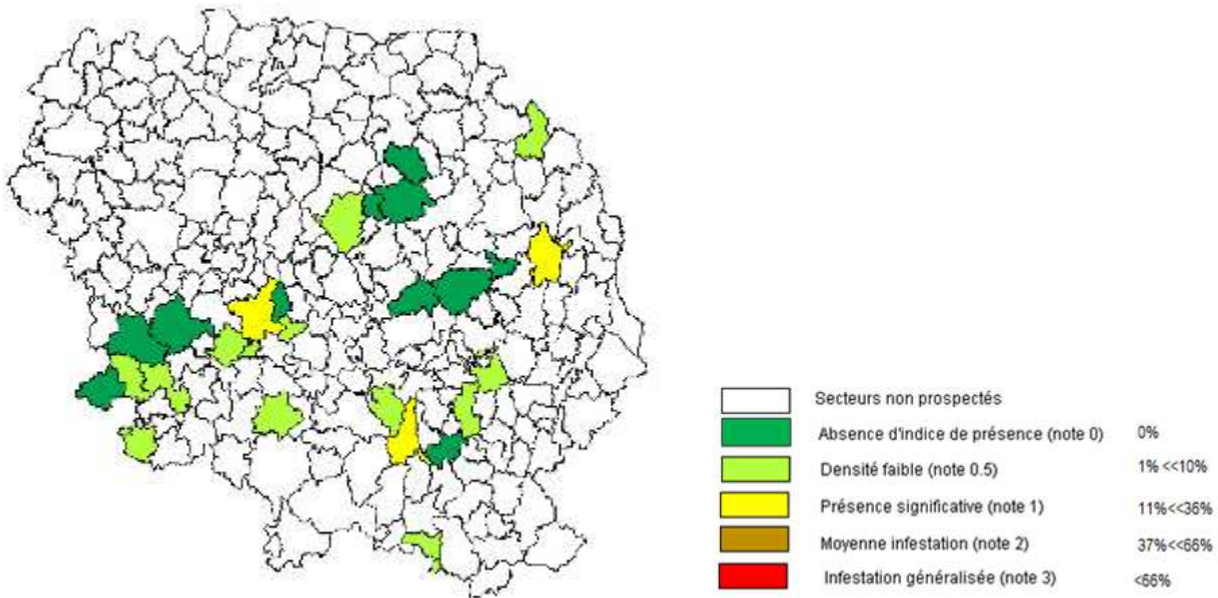 Secteurs non prospectés
Absence d'indice de présence (note 0) 0%
Densité faible (note 0.5) 1% <<10%
Présence significative (note 1) 11%<<36%
Moyenne infestation (note 2) 37%<<66%
Infestation généralisée (note 3) <66%